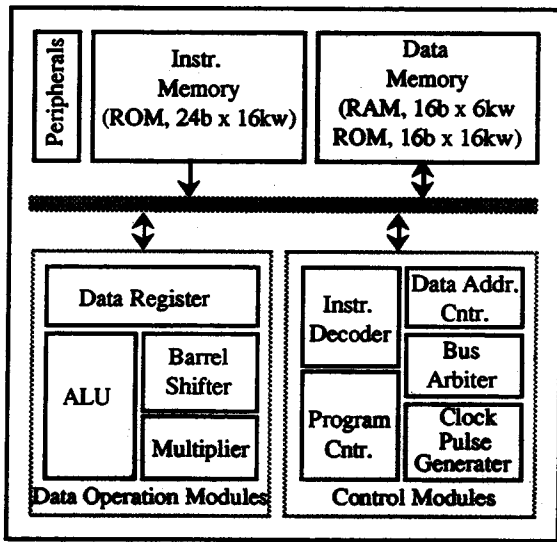 Peripherals
Instr.
Memory
(ROM, 24b x 16kw)
Data
Memory
(RAM, 16b x 6kw
ROM, 16b x 16kw)
Data Register
ALU
Barrel
Shifter
Multiplier
Data Operation Modules
Instr.
Decoder
Program
Cntr.
Data Addr.
Cntr.
Bus
Arbiter
Clock
Pulse
Generater
Control Modules